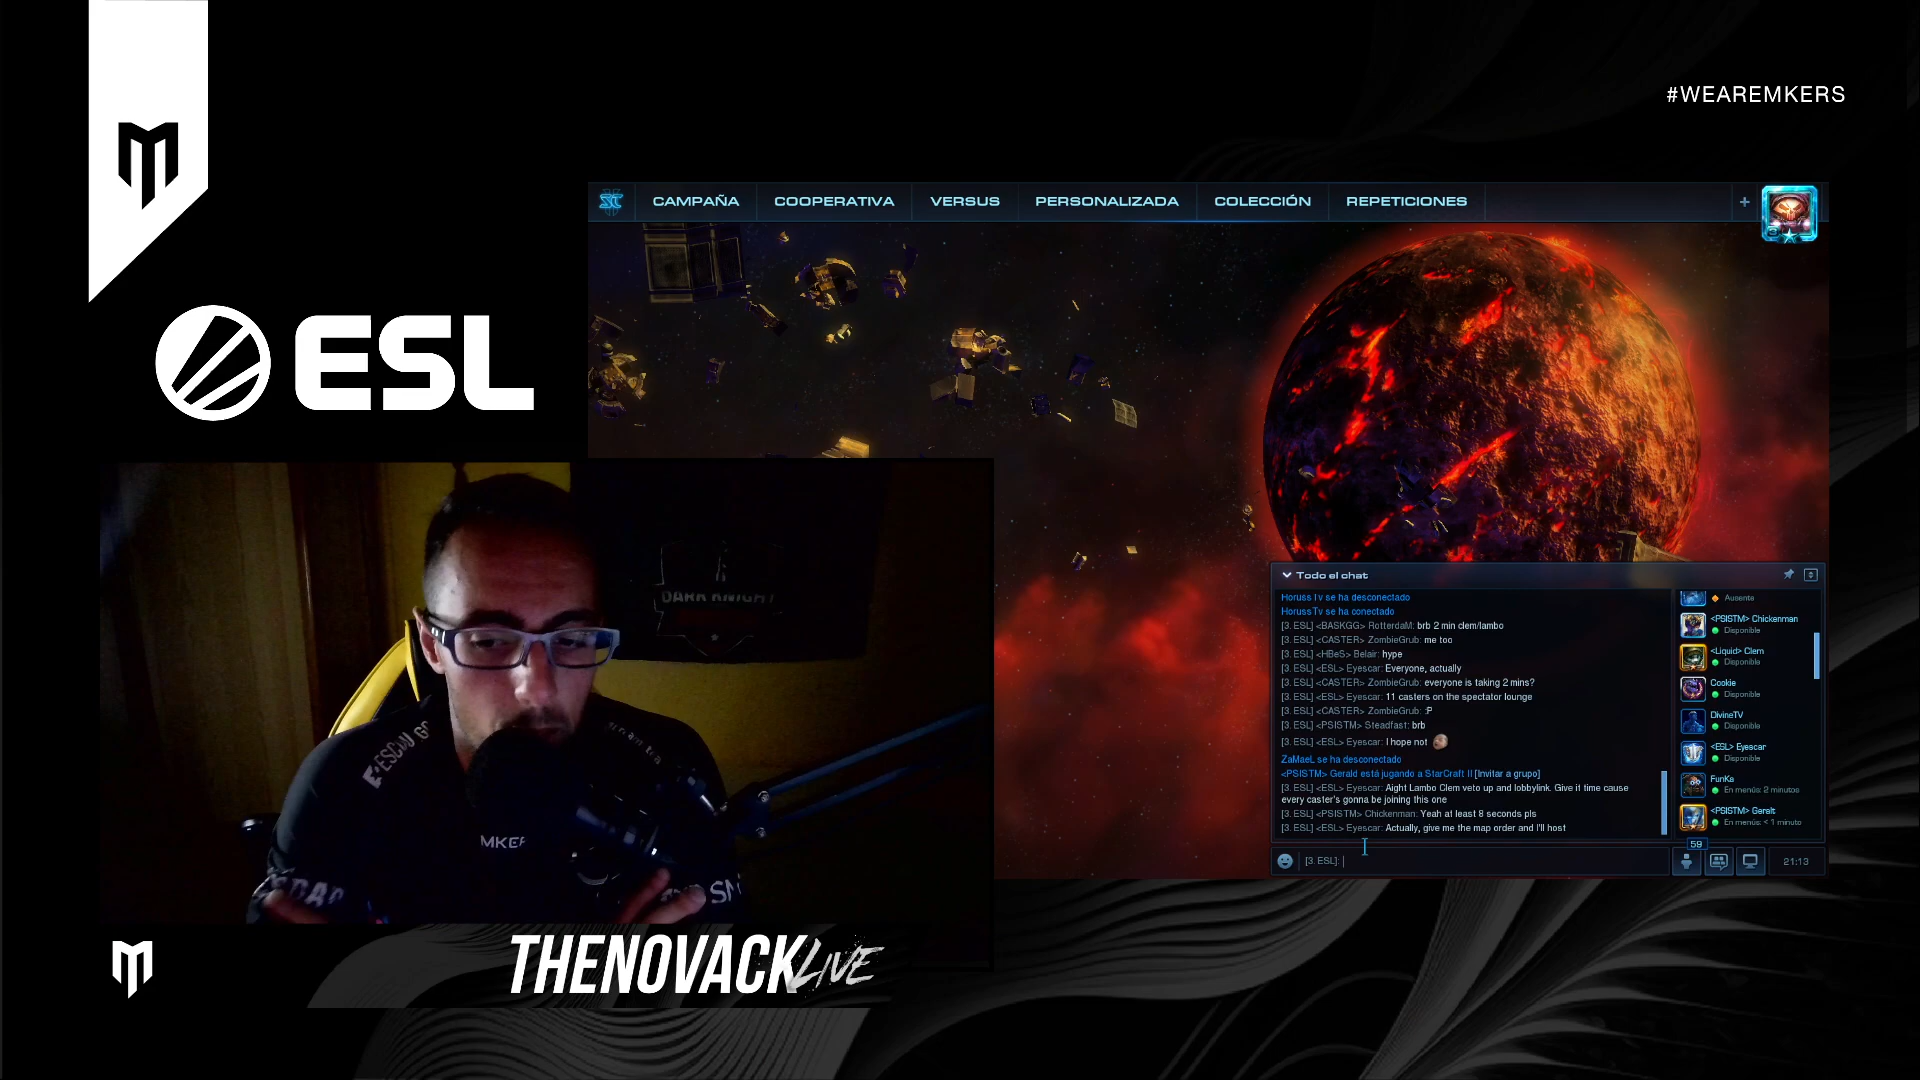 #WEAREMKERS
ESL
CAMPAÑA
COOPERATIVA
VERSUS
PERSONALIZADA
COLECCIÓN
REPETICIONES
DARK KNIGHT
MKER
Todo el chat
HorussTv se ha desconectado
HorussTv se ha conectado
[3. ESL] <BASKGG> RotterdaM: brb 2 min clem/lambo
[3. ESL] <CASTER> ZombieGrub: me too
[3. ESL] <HBeS> Belair: hype
[3. ESL] <ESL> Eyescar: Everyone, actually
[3. ESL] <CASTER> ZombieGrub: everyone is taking 2 mins?
[3. ESL] <ESL> Eyescar: 11 casters on the spectator lounge
[3. ESL] <CASTER> ZombieGrub: :P
[3. ESL] <PSISTM> Steadfast: brb
[3. ESL] <ESL> Eyescar: I hope not
ZaMaeL se ha desconectado
<PSISTM> Gerald está jugando a StarCraft II [Invitar a grupo]
[3. ESL] <ESL> Eyescar: Aight Lambo Clem veto up and lobbylink. Give it time cause
every caster's gonna be joining this one
[3. ESL] <PSISTM> Chickenman: Yeah at least 8 seconds pls
[3. ESL] <ESL> Eyescar: Actually, give me the map order and I'll host
[3. ESL]:
Ausente
<PSISTM> Chickenman
Disponible
<Liquid> Clem
Disponible
Cookie
Disponible
DivineTV
Disponible
<ESL> Eyescar
Disponible
FunKa
En menús: 2 minutos
<PSISTM> Geralt
En menús: < 1 minuto
59
21:13
THENOVACK LIVE